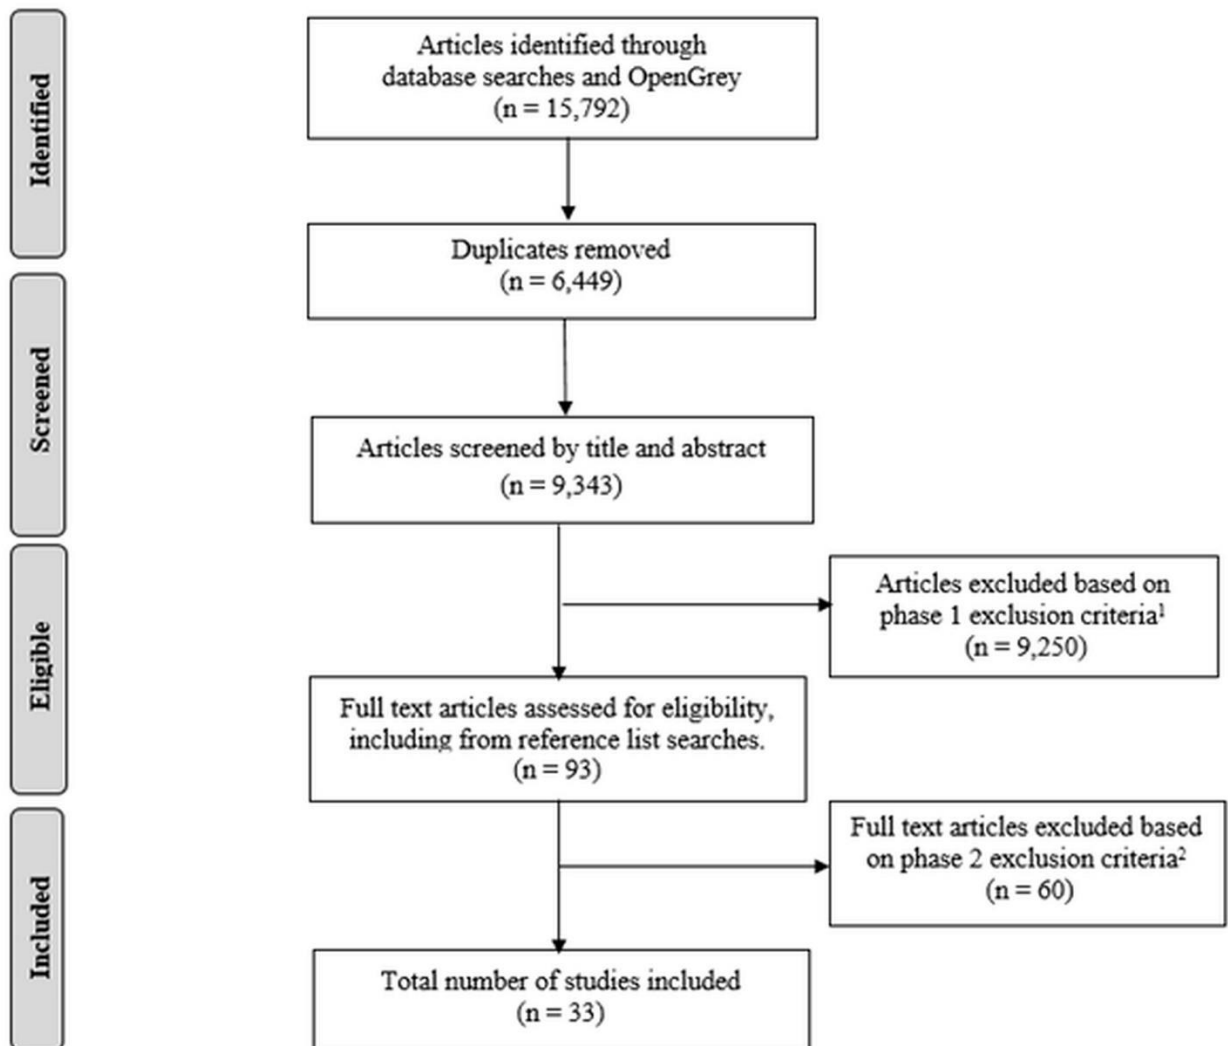 Identified
Articles identified through
database searches and OpenGrey
(n = 15,792)
Duplicates removed
(n = 6,449)
Screened
Articles screened by title and abstract
(n = 9,343)
Eligible
Articles excluded based on
phase 1 exclusion criteria¹
(n = 9,250)
Full text articles assessed for eligibility,
including from reference list searches.
(n = 93)
Included
Full text articles excluded based
on phase 2 exclusion criteria²
(n = 60)
Total number of studies included
(n = 33)